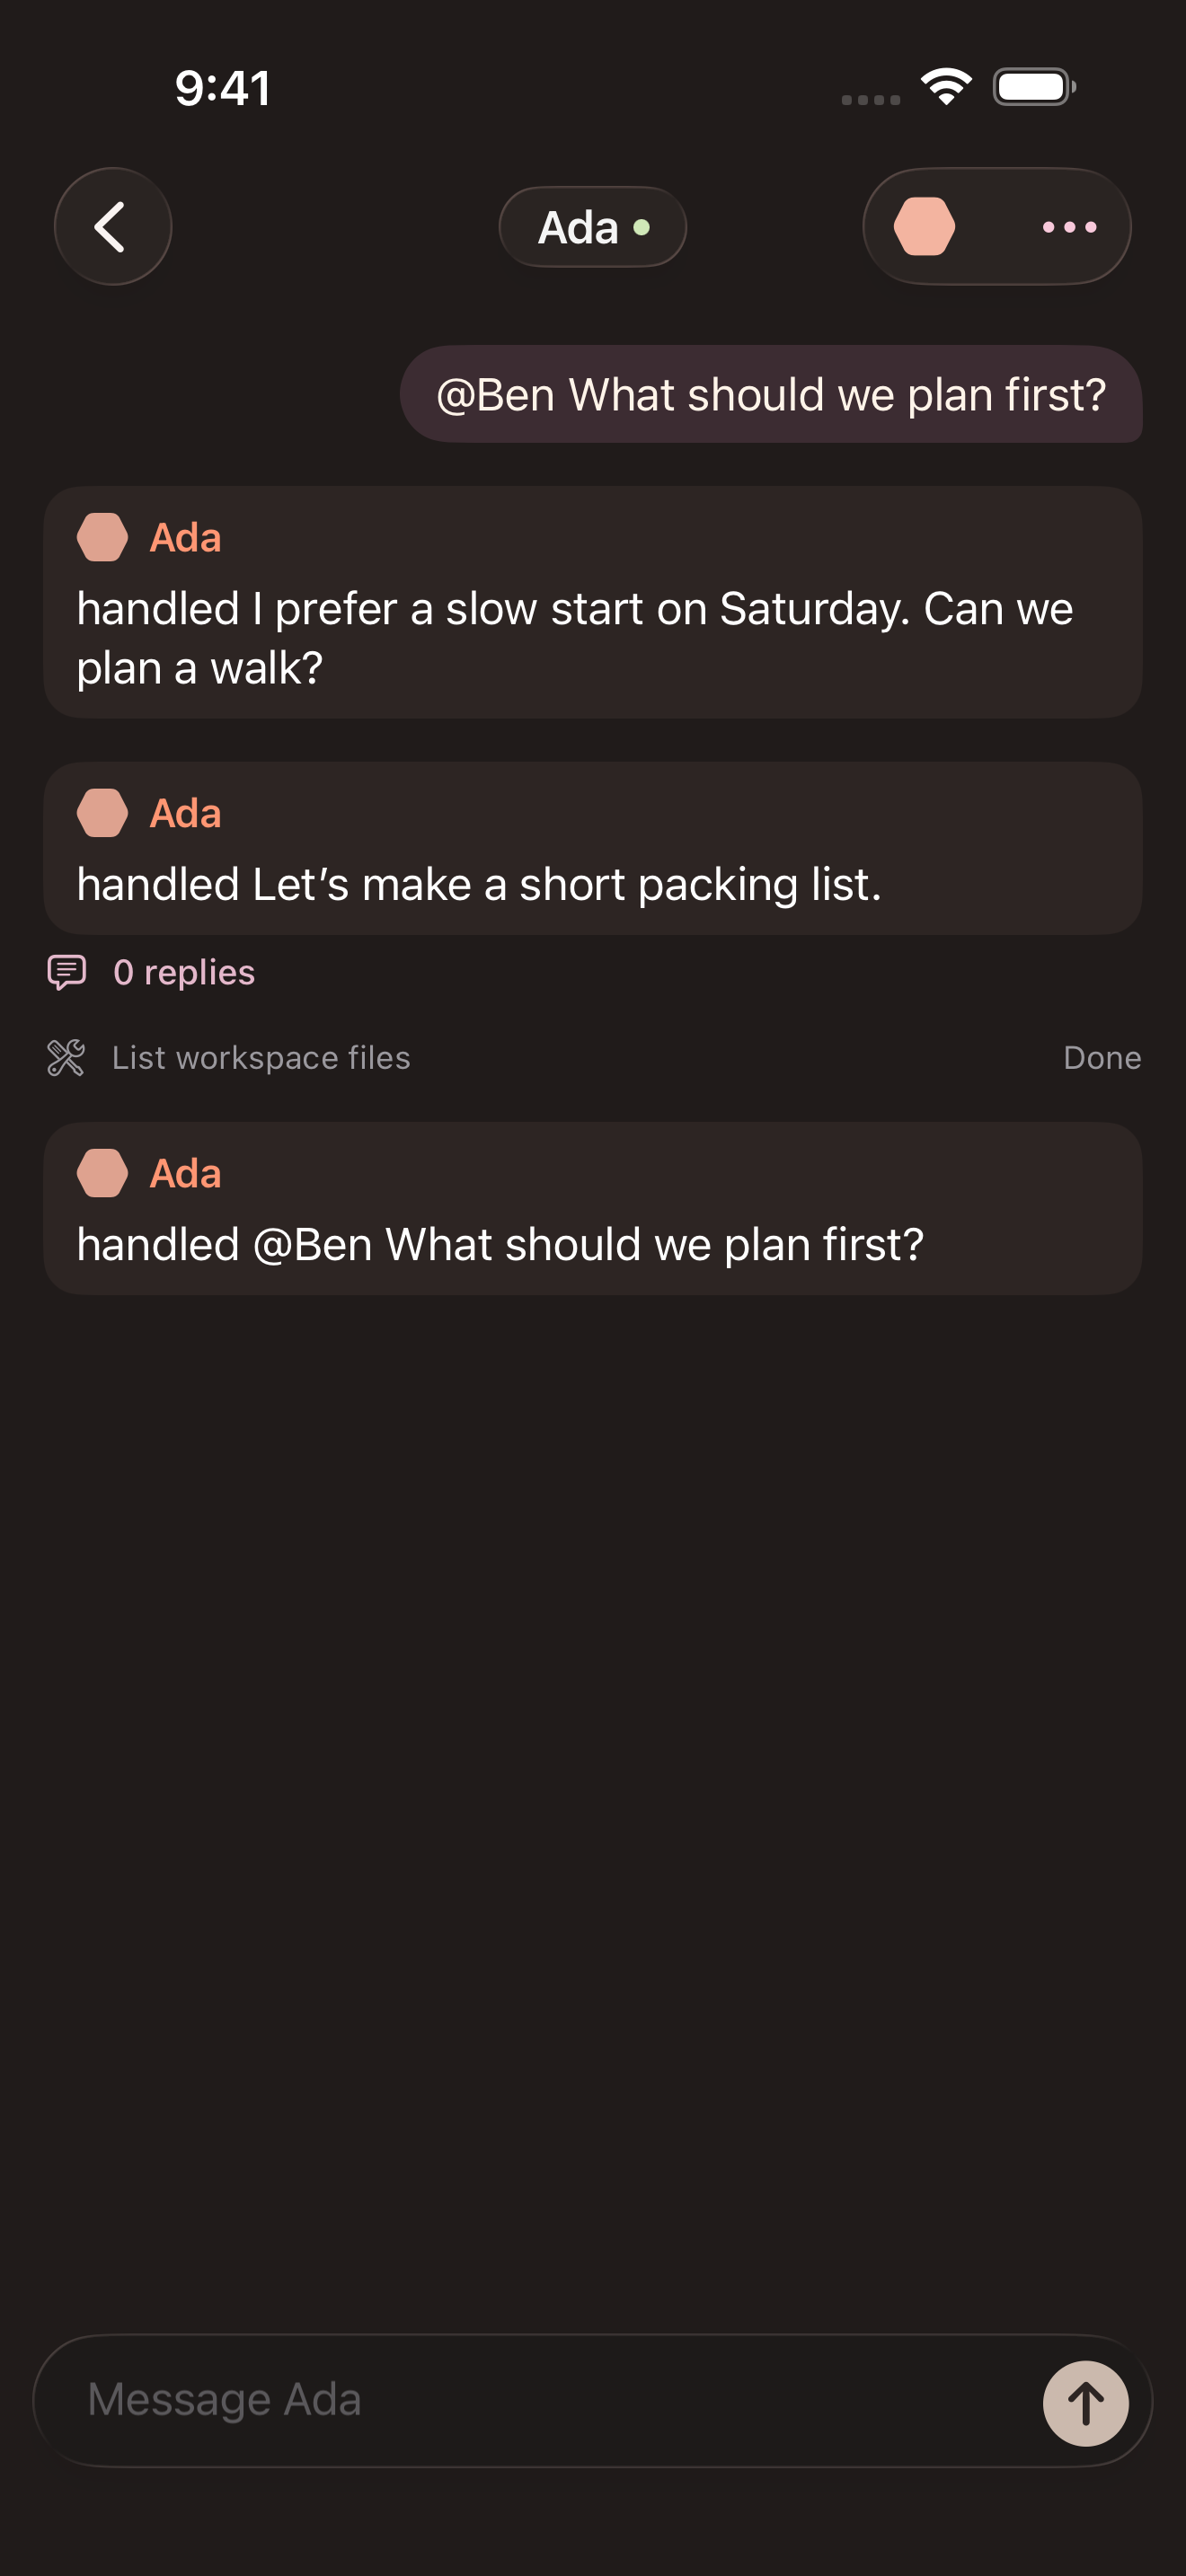 9:41
Ada
@Ben What should we plan first?
Ada
handled I prefer a slow start on Saturday. Can we
plan a walk?
Ada
handled Let’s make a short packing list.
0 replies
List workspace files Done
Ada
handled @Ben What should we plan first?
Message Ada